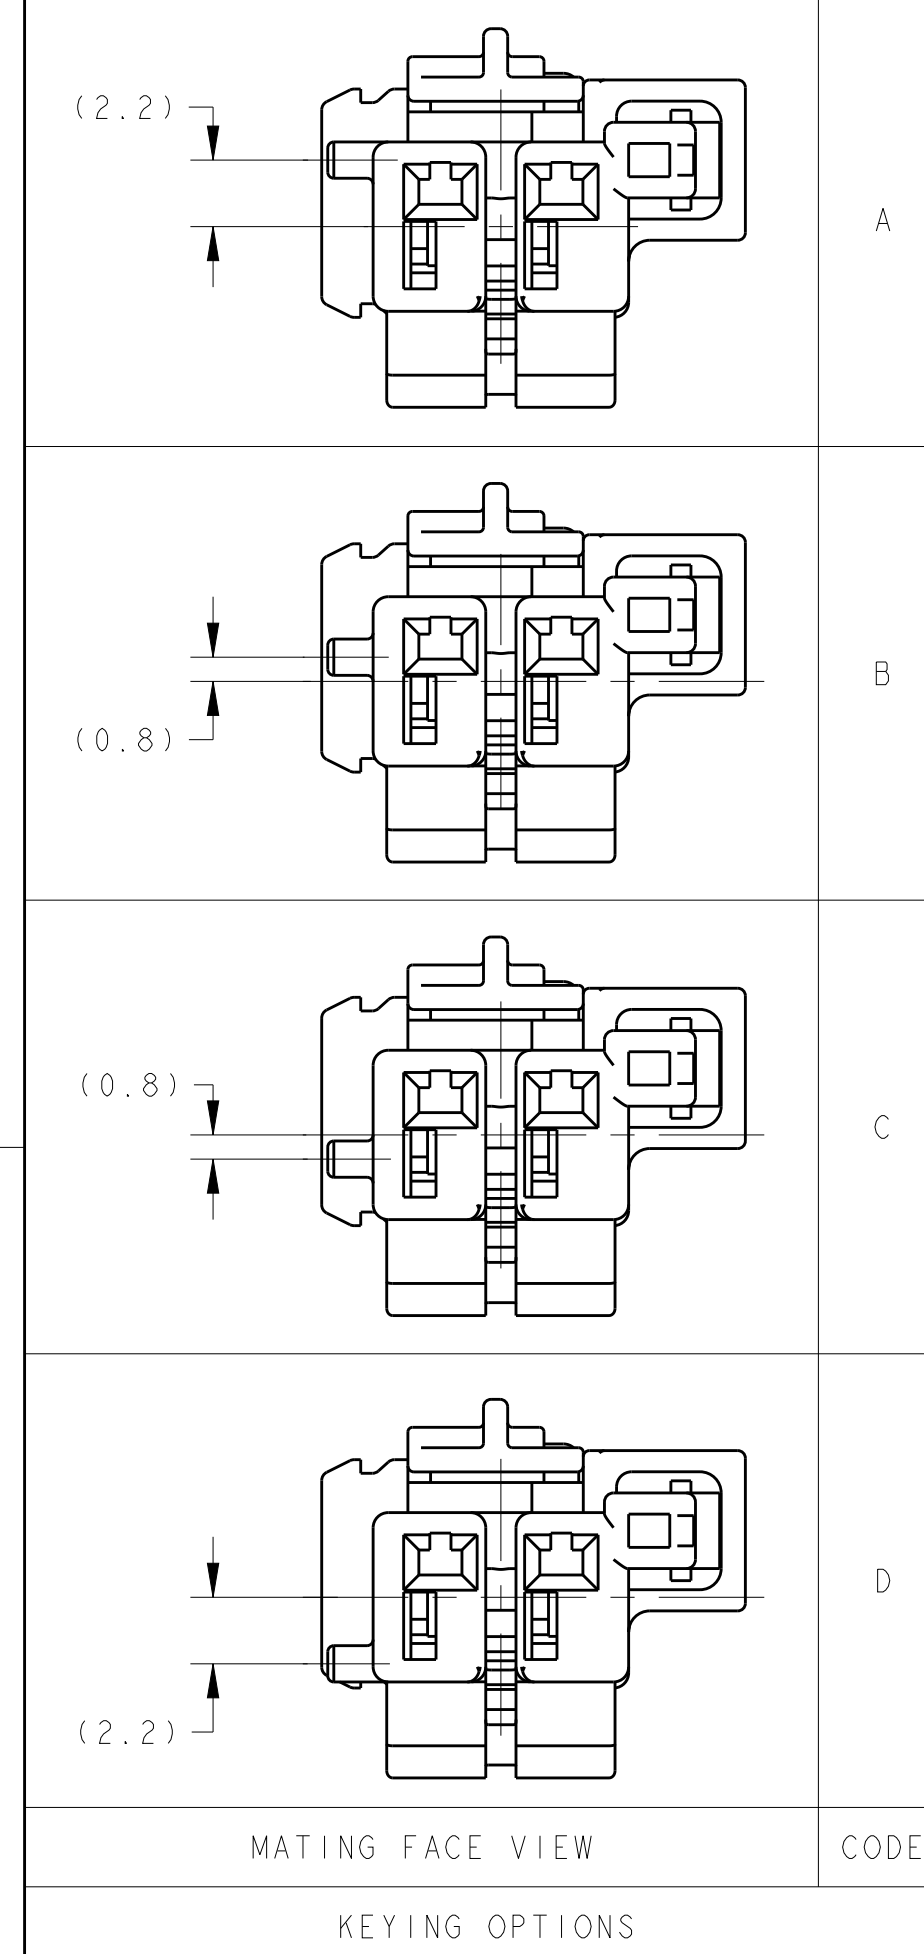 (2.2)
A
B
(0.8)
(0.8)
C
D
(2.2)
MATING FACE VIEW
CODE
KEYING OPTIONS